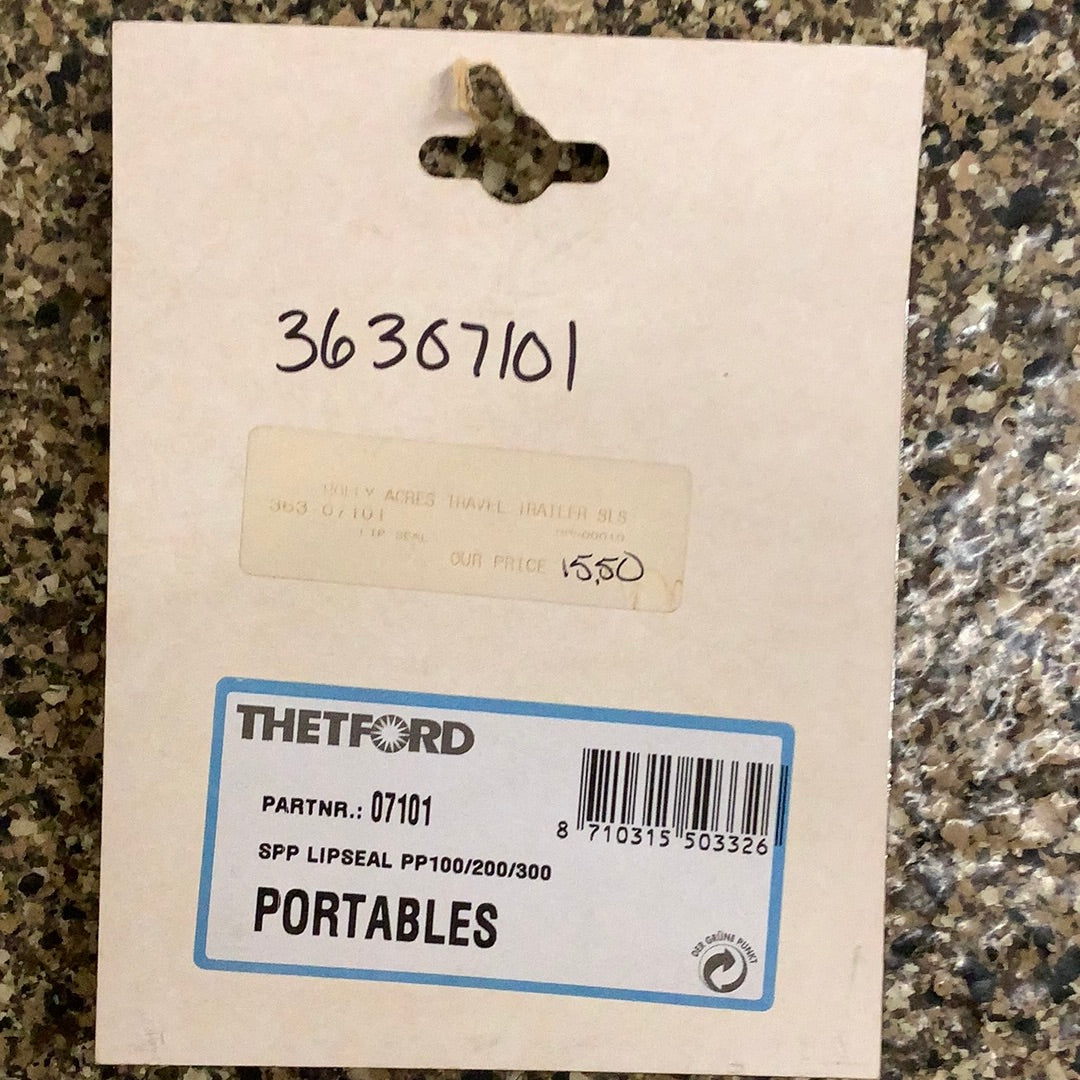 36367101
HOLLY ACRES TRAVEL TRAILER SLS
363 07101
LIP SEAL
OUR PRICE 15.50
THETFORD
PARTNR.: 07101
8 710315 503326
SPP LIPSEAL PP100/200/300
PORTABLES
DER GRÜNE PUNKT